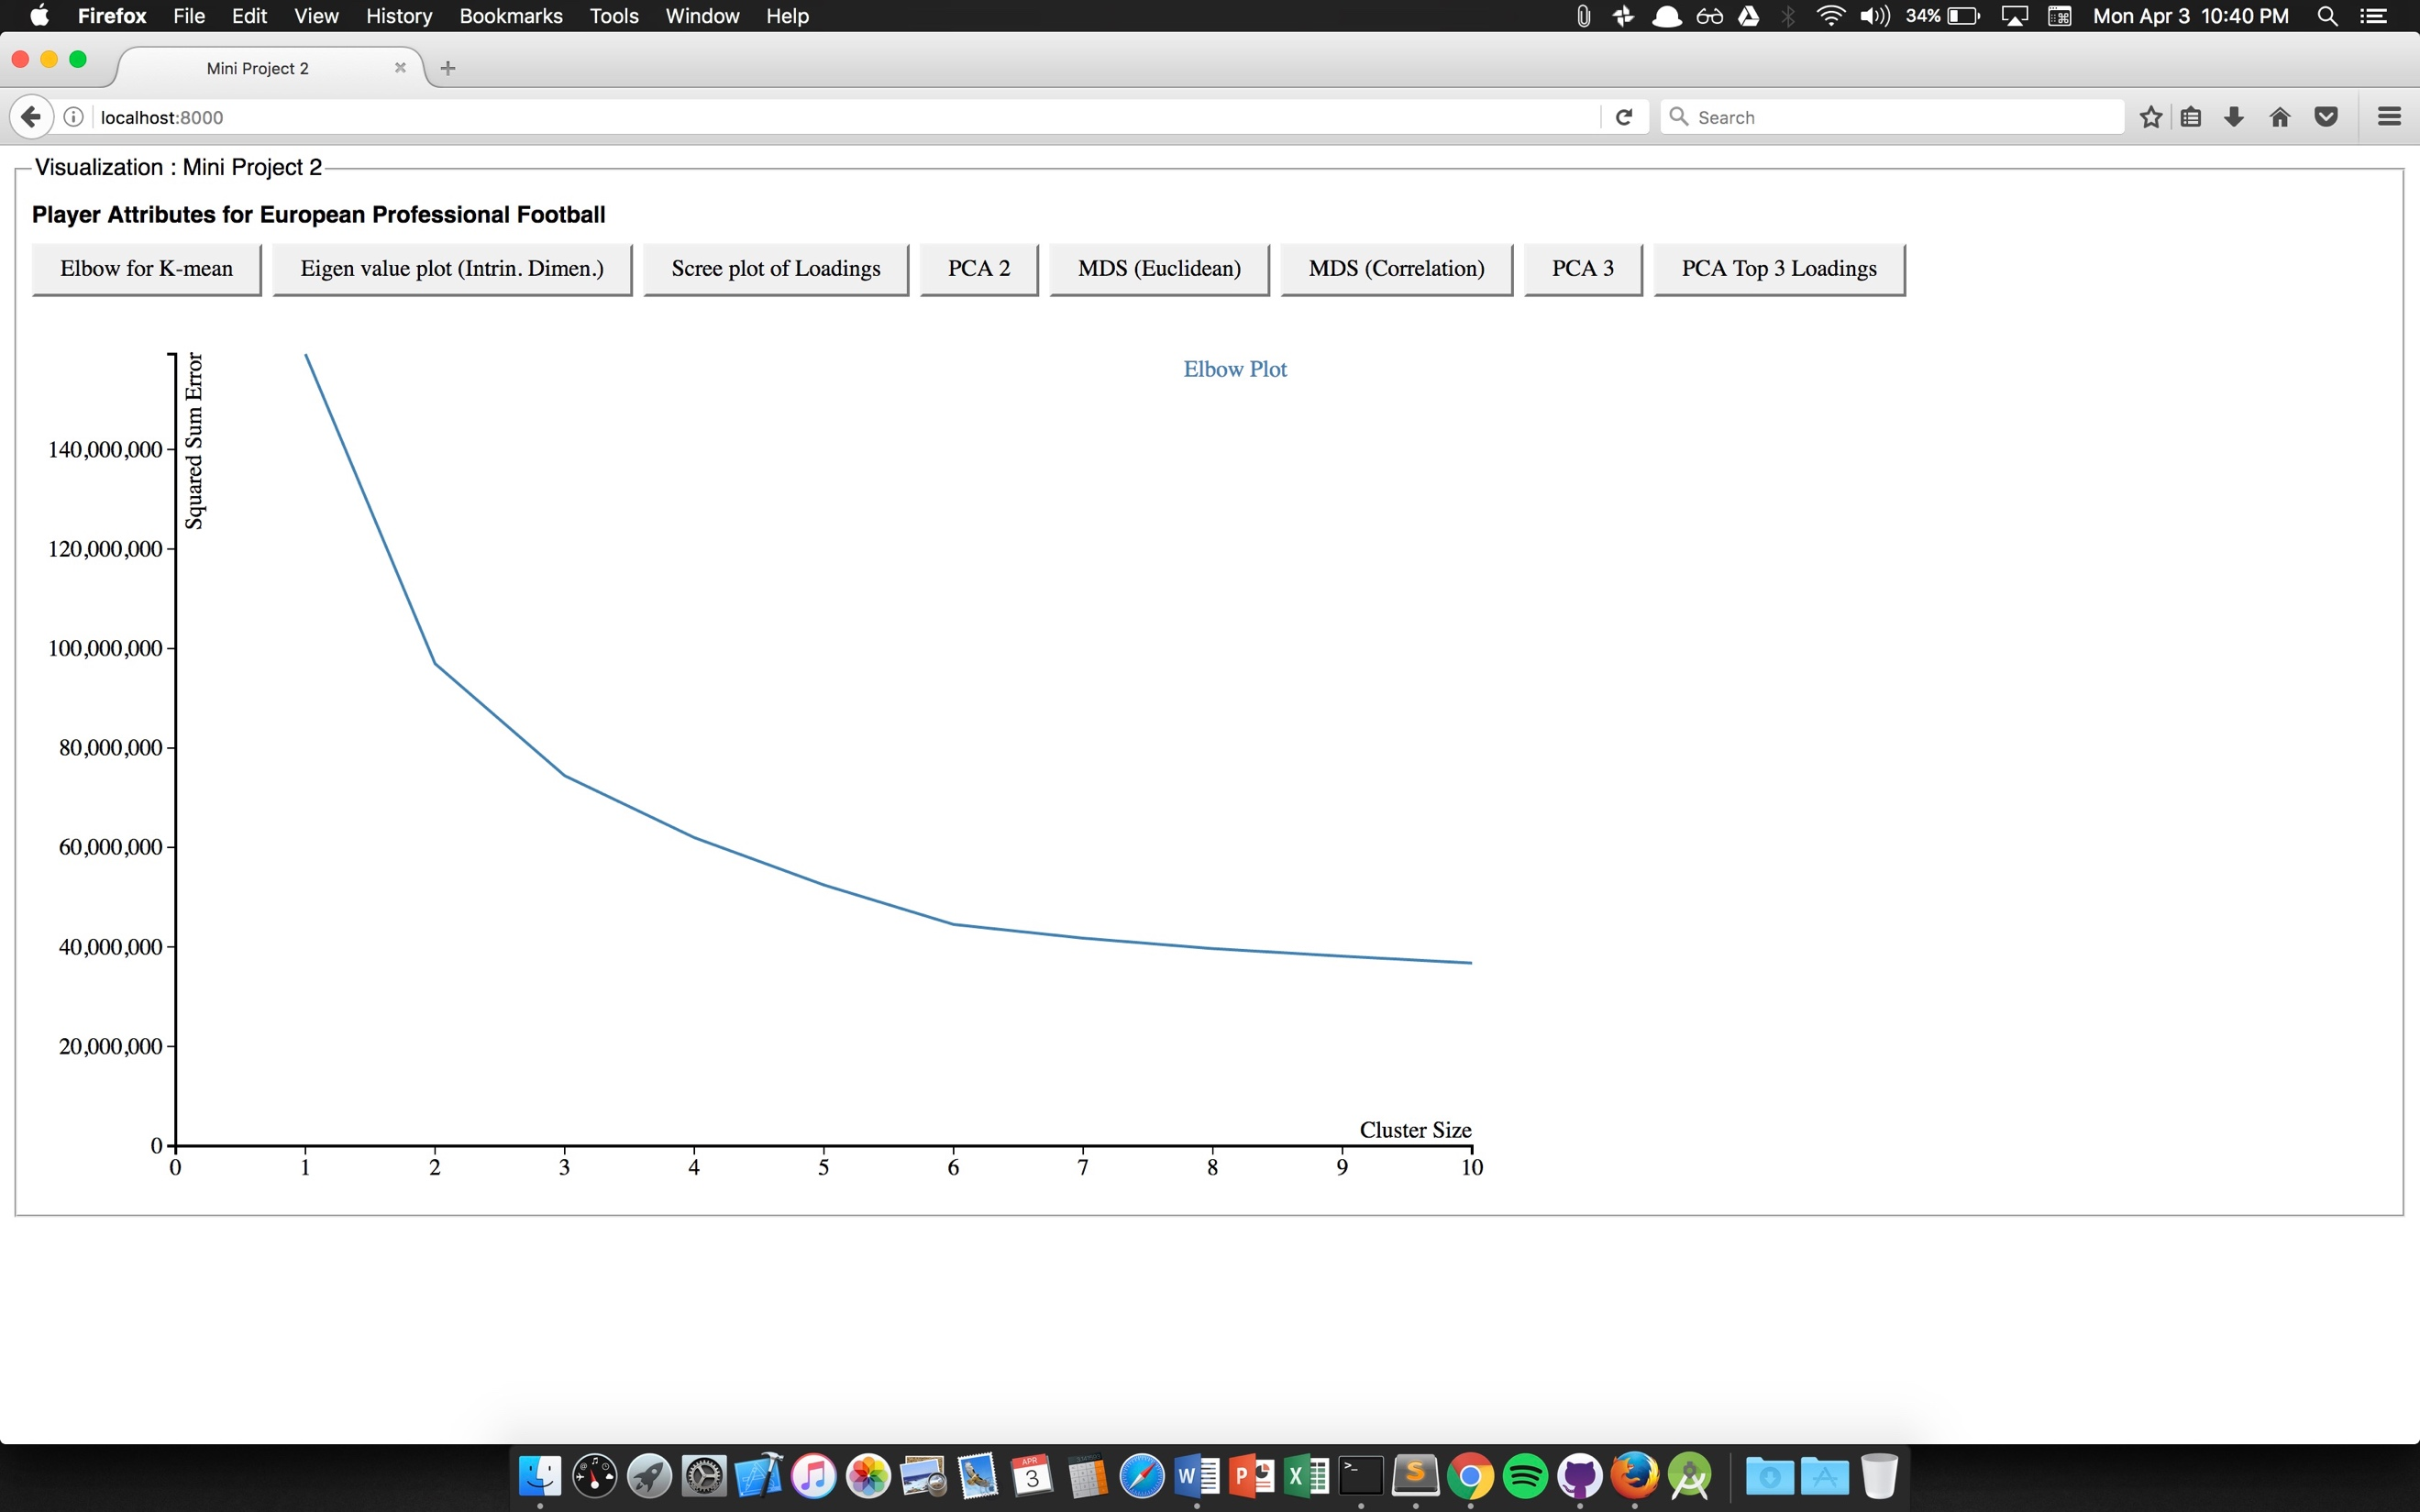 Firefox File Edit View History Bookmarks Tools Window Help 34% Mon Apr 3 10:40 PM
Mini Project 2
localhost:8000 Search
Visualization : Mini Project 2
Player Attributes for European Professional Football
Elbow for K-mean Eigen value plot (Intrin. Dimen.) Scree plot of Loadings PCA 2 MDS (Euclidean) MDS (Correlation) PCA 3 PCA Top 3 Loadings
Elbow Plot
Squared Sum Error
140,000,000
120,000,000
100,000,000
80,000,000
60,000,000
40,000,000
20,000,000
0
Cluster Size
0 1 2 3 4 5 6 7 8 9 10
APR
3
W P X S